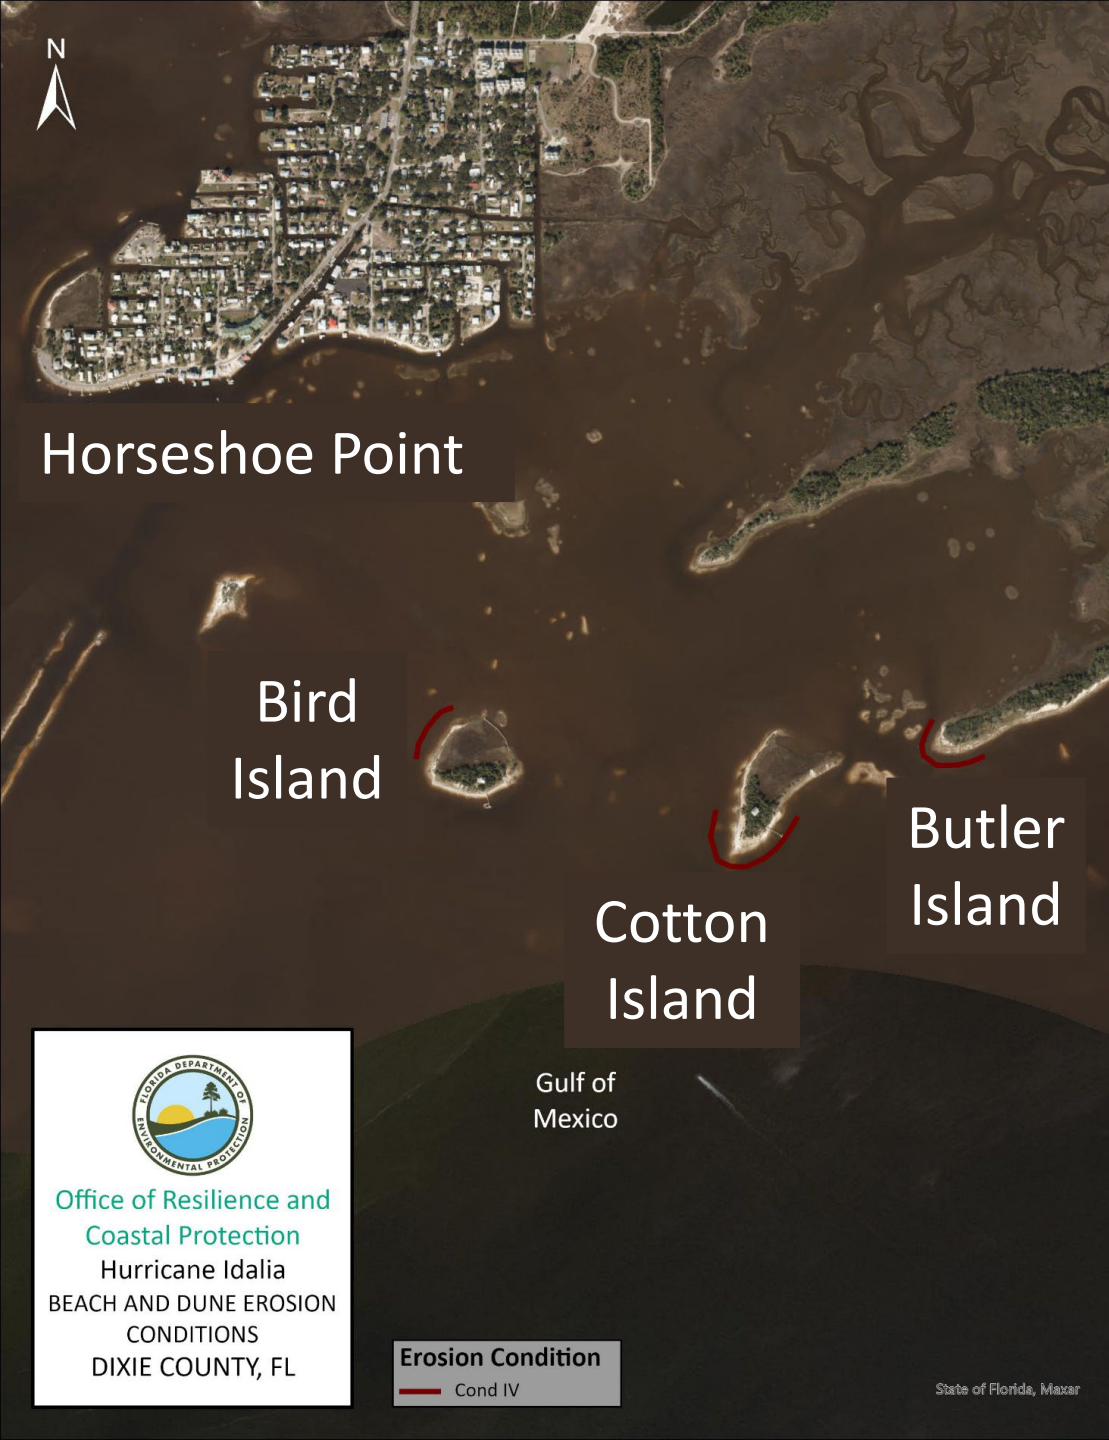 N
Horseshoe Point
Bird
Island
Butler
Island
Cotton
Island
Gulf of
Mexico
FLORIDA DEPARTMENT OF
ENVIRONMENTAL PROTECTION
Office of Resilience and
Coastal Protection
Hurricane Idalia
BEACH AND DUNE EROSION
CONDITIONS
DIXIE COUNTY, FL
Erosion Condition
Cond IV
State of Florida, Maxar